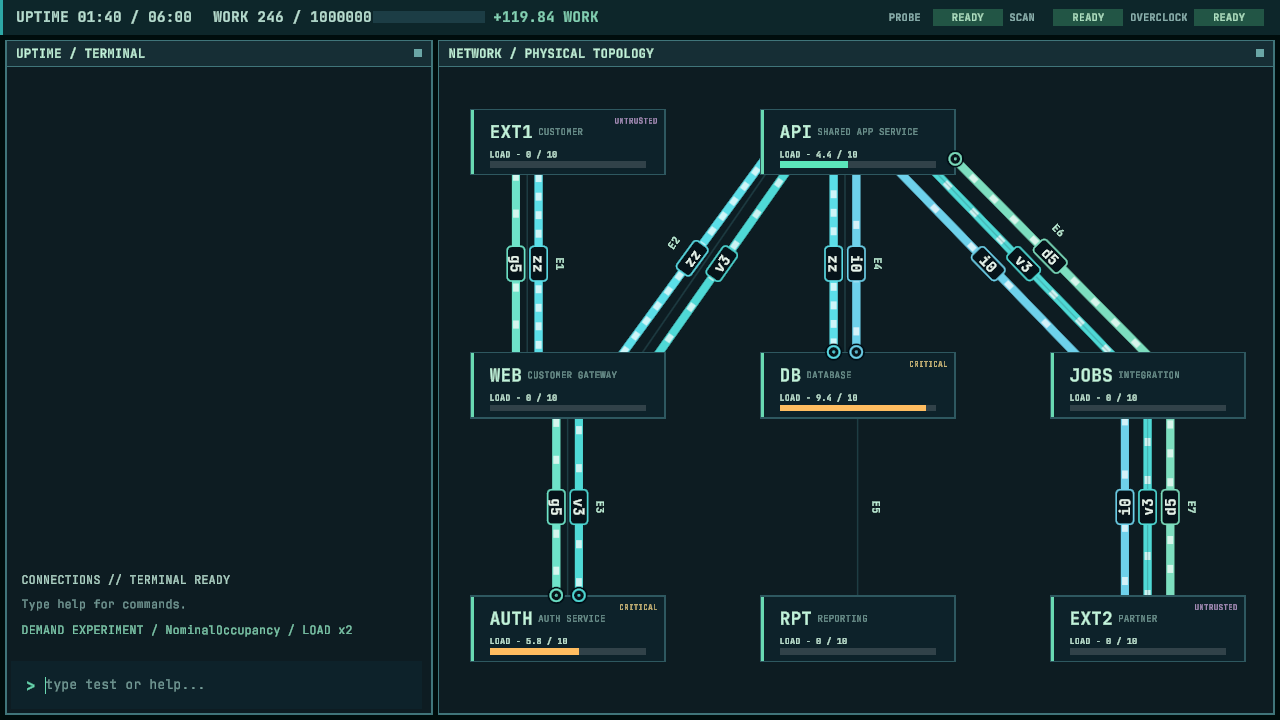 UPTIME 01:40 / 06:00 WORK 246 / 1000000 +119.84 WORK PROBE READY SCAN READY OVERCLOCK READY
UPTIME / TERMINAL
CONNECTIONS // TERMINAL READY
Type help for commands.
DEMAND EXPERIMENT / NominalOccupancy / LOAD x2
> type test or help...
NETWORK / PHYSICAL TOPOLOGY
UNTRUSTED
EXT1 CUSTOMER
LOAD - 0 / 10
API SHARED APP SERVICE
LOAD - 4.4 / 10
g5 zz E1
E2 zz v3
zz i0 E4
i0 v3 d5 E6
WEB CUSTOMER GATEWAY
LOAD - 0 / 10
CRITICAL
DB DATABASE
LOAD - 9.4 / 10
JOBS INTEGRATION
LOAD - 0 / 10
g5 v3 E3
E5
i0 v3 d5 E7
CRITICAL
AUTH AUTH SERVICE
LOAD - 5.8 / 10
RPT REPORTING
LOAD - 0 / 10
UNTRUSTED
EXT2 PARTNER
LOAD - 0 / 10